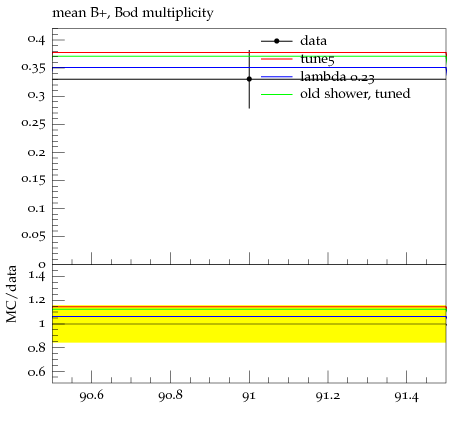 mean B+, Bod multiplicity
0.4
0.35
0.3
0.25
0.2
0.15
0.1
0.05
0
data
tune5
lambda 0.23
old shower, tuned
MC/data
1.4
1.2
1
0.8
0.6
90.6 90.8 91 91.2 91.4